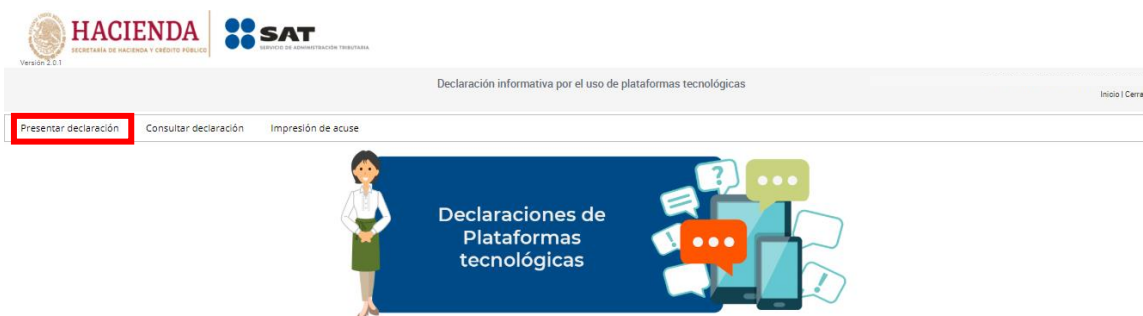 HACIENDA
SECRETARÍA DE HACIENDA Y CRÉDITO PÚBLICO
SAT
SERVICIO DE ADMINISTRACIÓN TRIBUTARIA
Versión 2.0.1
Declaración informativa por el uso de plataformas tecnológicas
Inicio | Cerra
Presentar declaración Consultar declaración Impresión de acuse
Declaraciones de
Plataformas
tecnológicas